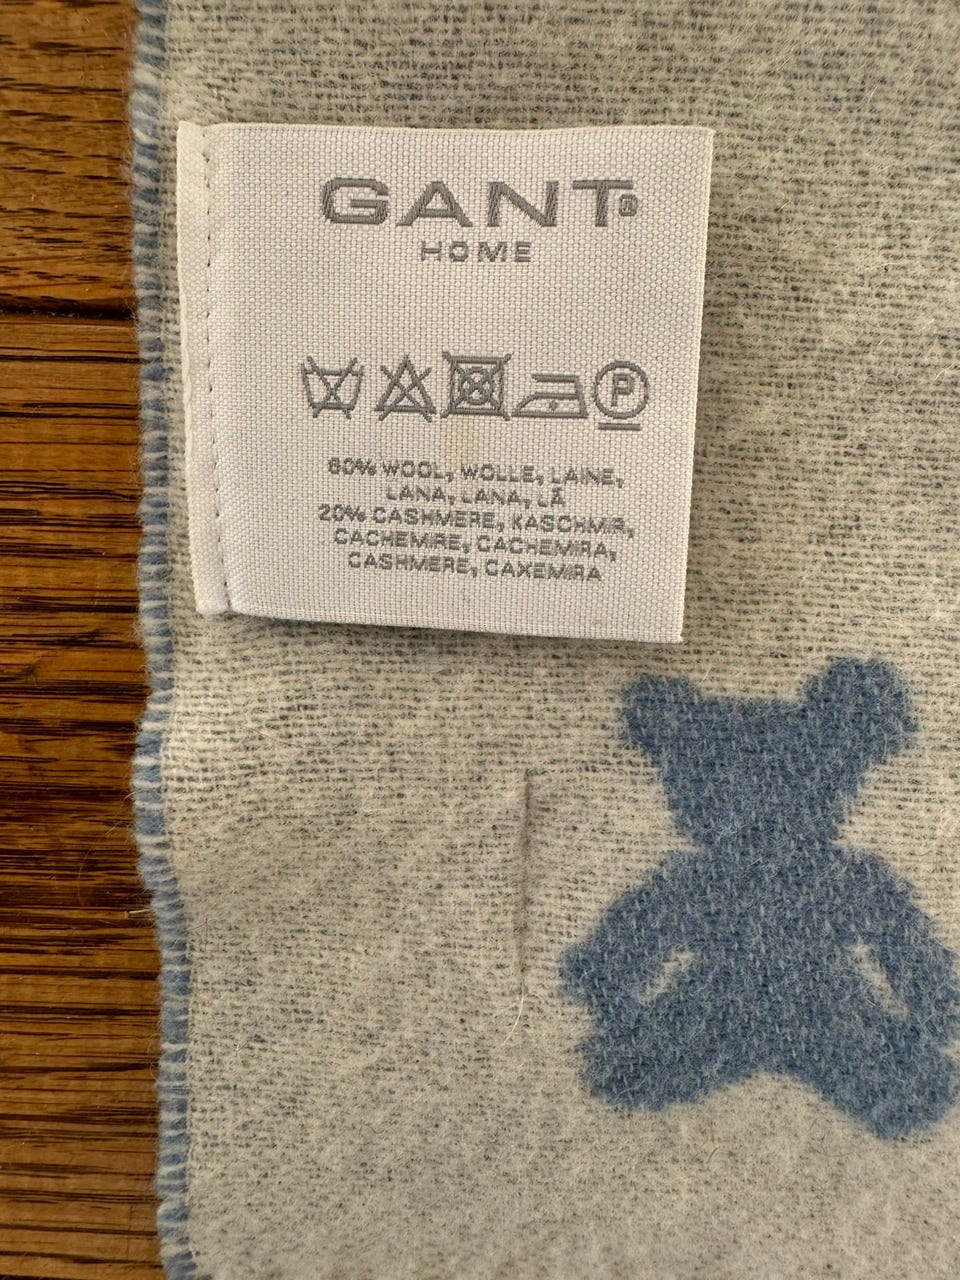 GANT®
HOME
P
80% WOOL, WOLLE, LAINE,
LANA, LANA, LÃ
20% CASHMERE, KASCHMIR,
CACHEMIRE, CACHEMIRA,
CASHMERE, CAXEMIRA